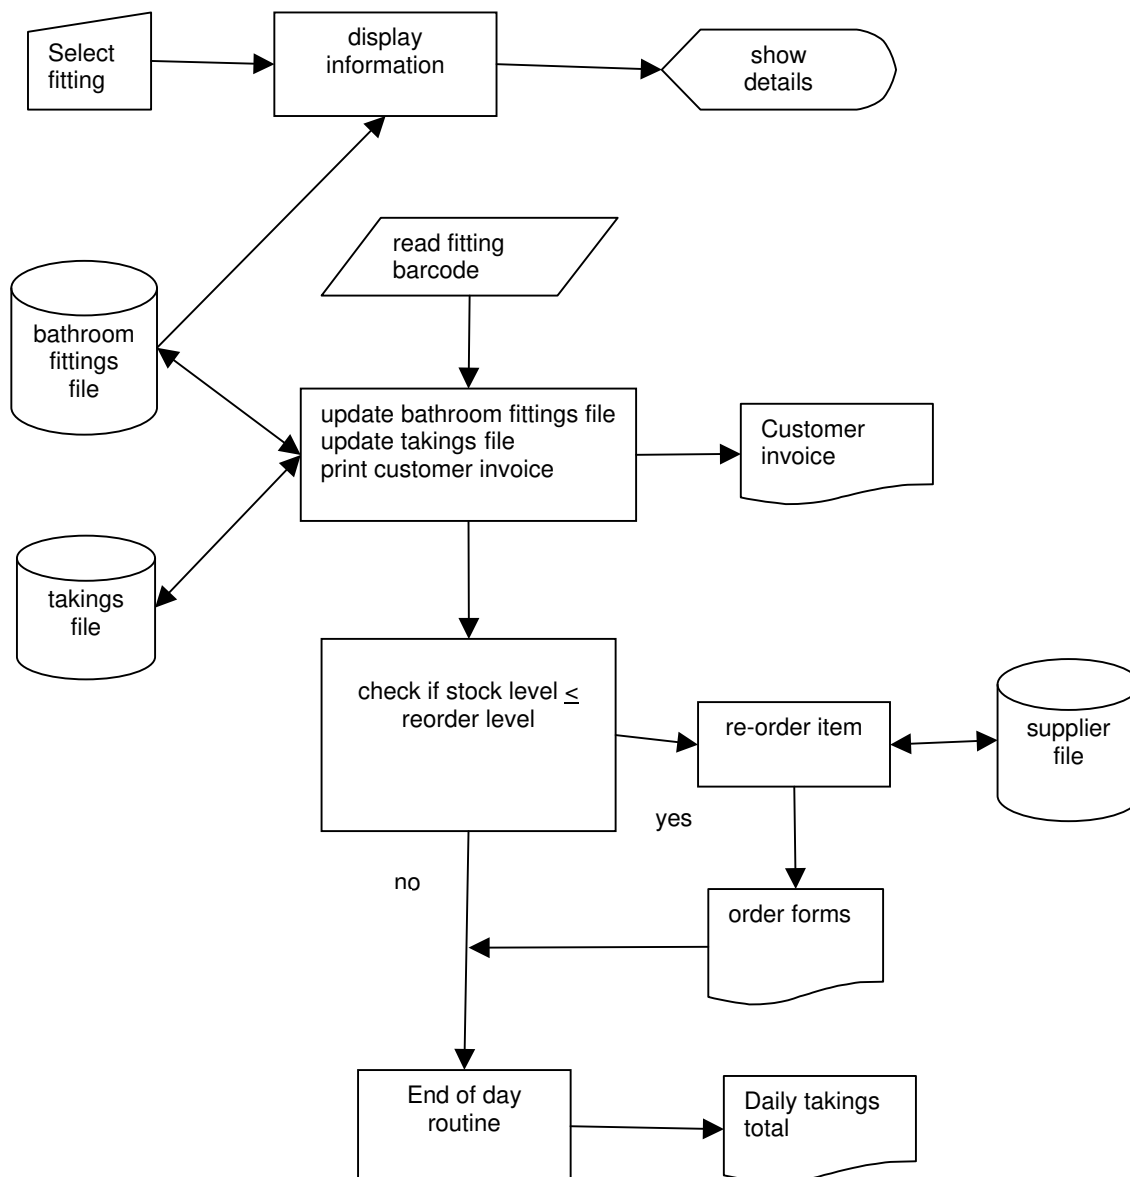 Select
fitting
display
information
show
details
read fitting
barcode
bathroom
fittings
file
update bathroom fittings file
update takings file
print customer invoice
Customer
invoice
takings
file
check if stock level ≤
reorder level
re-order item
supplier
file
yes
no
order forms
End of day
routine
Daily takings
total